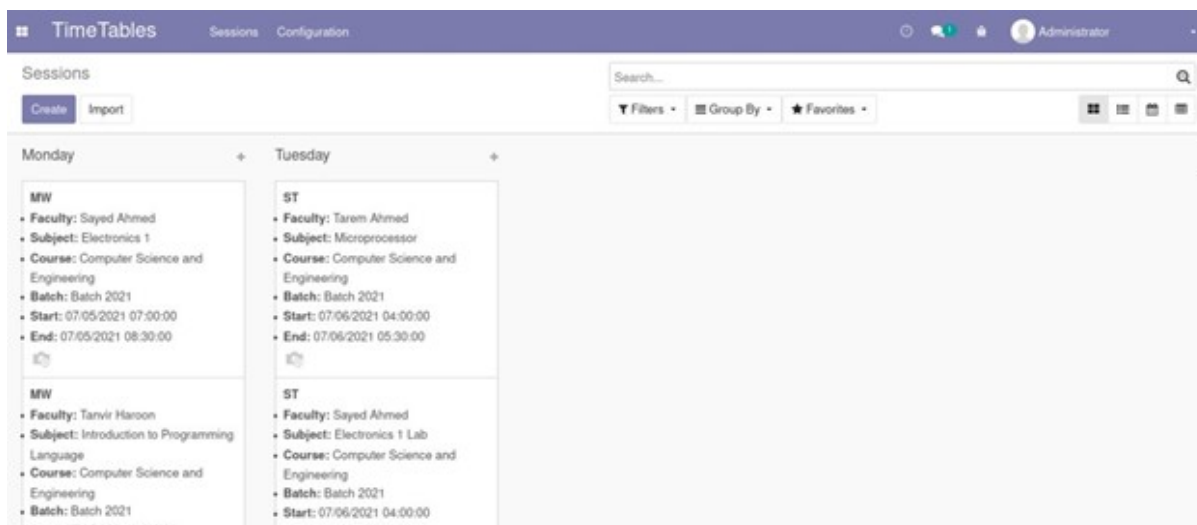 TimeTables Sessions Configuration 1 Administrator
Sessions
Search...
Create Import
Filters Group By Favorites
Monday +
MW
Faculty: Sayed Ahmed
Subject: Electronics 1
Course: Computer Science and
Engineering
Batch: Batch 2021
Start: 07/05/2021 07:00:00
End: 07/05/2021 08:30:00
MW
Faculty: Tanvir Haroon
Subject: Introduction to Programming
Language
Course: Computer Science and
Engineering
Batch: Batch 2021
Tuesday +
ST
Faculty: Tarem Ahmed
Subject: Microprocessor
Course: Computer Science and
Engineering
Batch: Batch 2021
Start: 07/06/2021 04:00:00
End: 07/06/2021 05:30:00
ST
Faculty: Sayed Ahmed
Subject: Electronics 1 Lab
Course: Computer Science and
Engineering
Batch: Batch 2021
Start: 07/06/2021 04:00:00